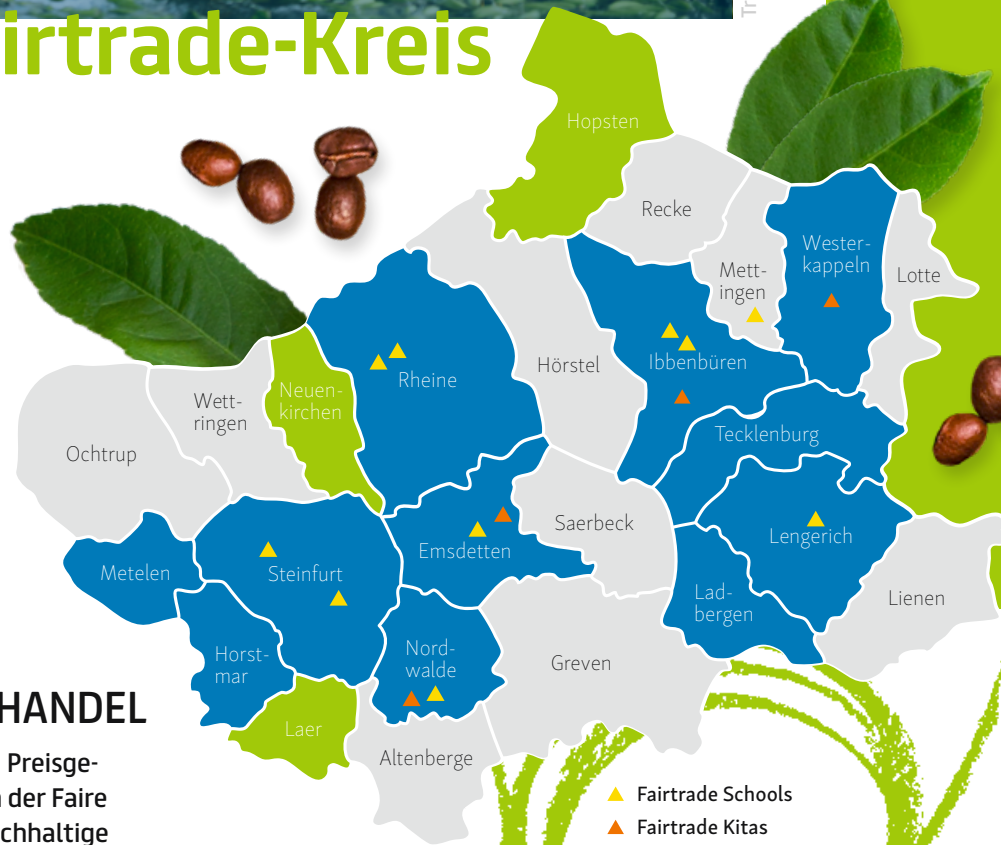 irtrade-Kreis
Tr
Hopsten
Recke
Wester-
kappeln
Mett-
ingen
Lotte
Ibbenbüren
Hörstel
Rheine
Neuen-
kirchen
Wett-
ringen
Ochtrup
Tecklenburg
Saerbeck
Emsdetten
Lengerich
Metelen
Steinfurt
Lad-
bergen
Lienen
Horst-
mar
Nord-
walde
Greven
Laer
Altenberge
HANDEL
Preisge-
der Faire
chhaltige
Fairtrade Schools
Fairtrade Kitas